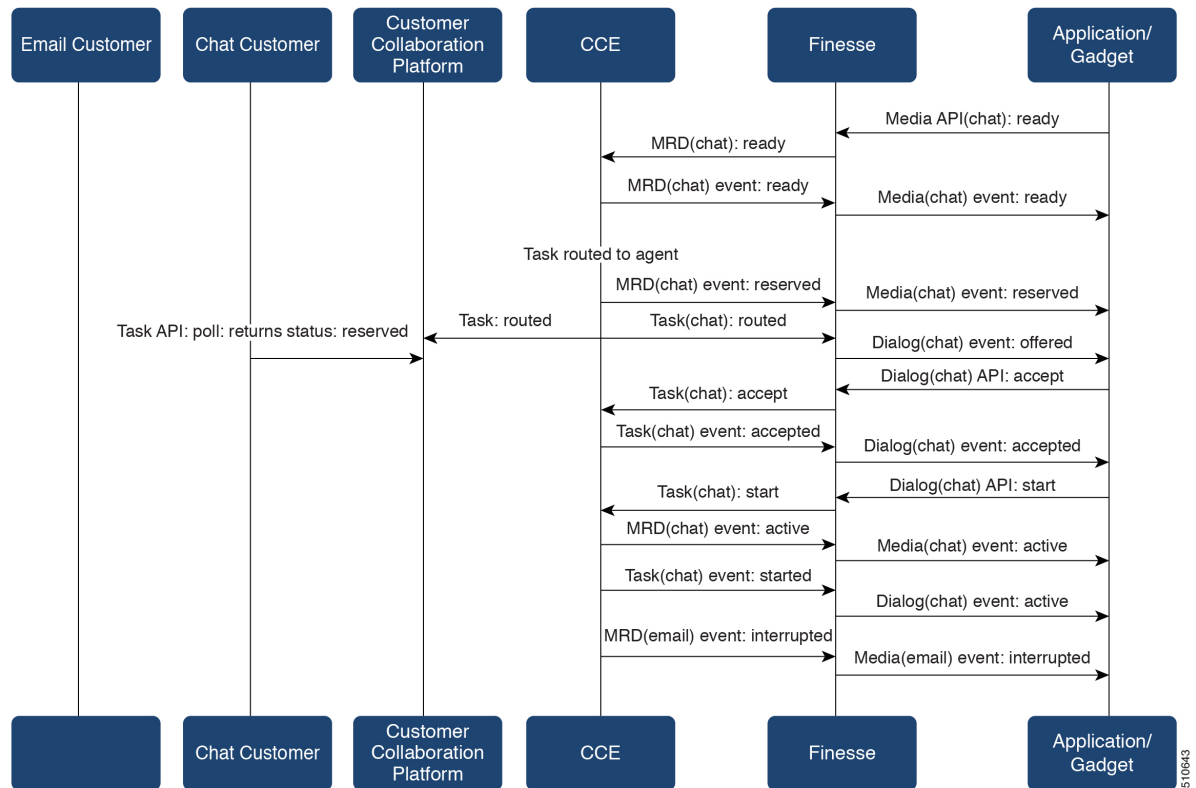 Email Customer
Chat Customer
Customer
Collaboration
Platform
CCE
Finesse
Application/
Gadget
Media API(chat): ready
MRD(chat): ready
MRD(chat) event: ready
Media(chat) event: ready
Task routed to agent
MRD(chat) event: reserved
Media(chat) event: reserved
Task API: poll: returns status: reserved
Task: routed
Task(chat): routed
Dialog(chat) event: offered
Dialog(chat) API: accept
Task(chat): accept
Task(chat) event: accepted
Dialog(chat) event: accepted
Dialog(chat) API: start
Task(chat): start
MRD(chat) event: active
Media(chat) event: active
Task(chat) event: started
Dialog(chat) event: active
MRD(email) event: interrupted
Media(email) event: interrupted
Chat Customer
Customer
Collaboration
Platform
CCE
Finesse
Application/
Gadget
510643